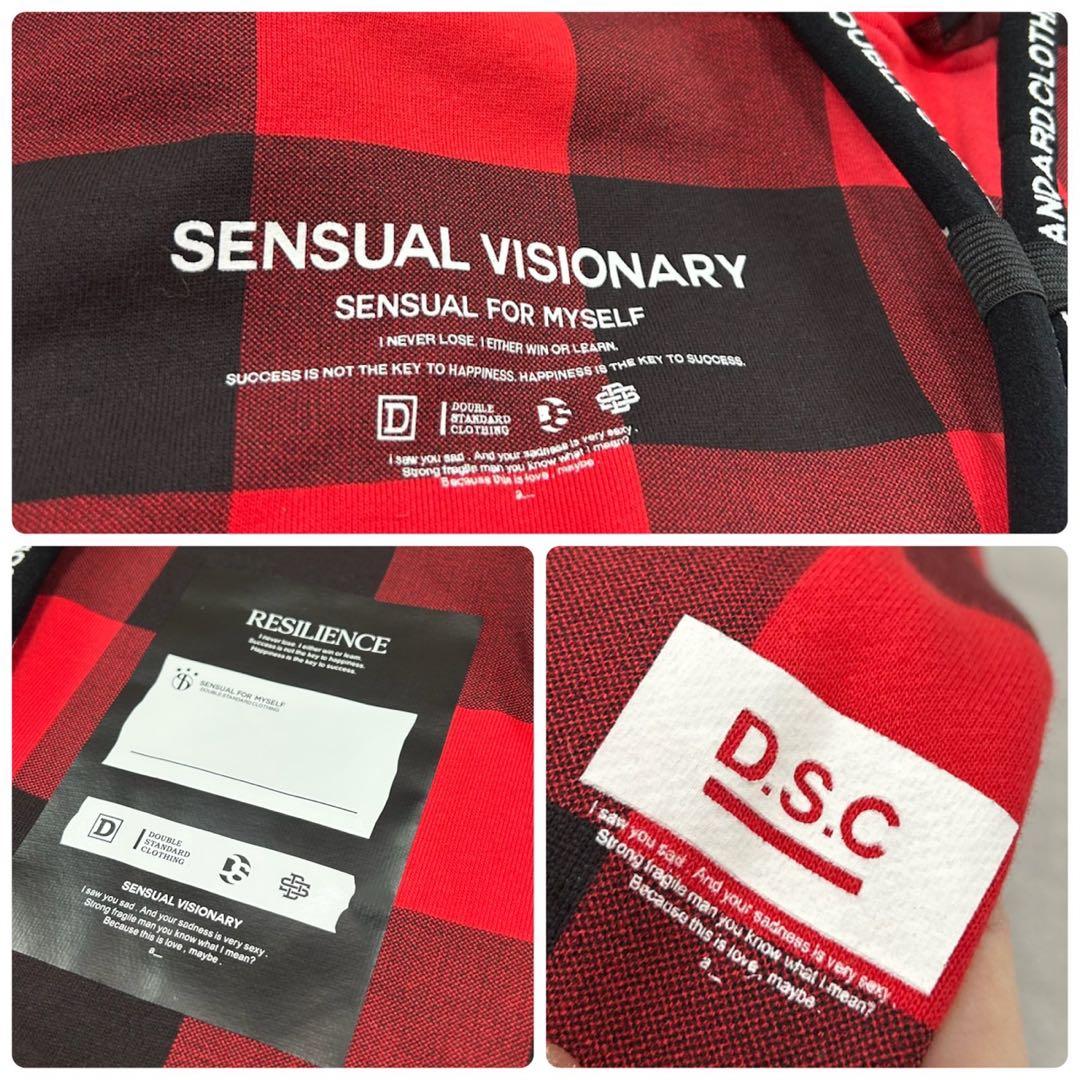 SENSUAL VISIONARY
SENSUAL FOR MYSELF
I NEVER LOSE. I EITHER WIN OR LEARN.
SUCCESS IS NOT THE KEY TO HAPPINESS. HAPPINESS IS THE KEY TO SUCCESS.
D
DOUBLE
STANDARD
CLOTHING
DS
I saw you sad . And your sadness is very sexy .
Strong fragile man you know what I mean?
Because this is love , maybe
a__
OUBLE
ANDARD.CLOTH
RESILIENCE
I never lose. I either win or learn.
Success is not the key to happiness.
Happiness is the key to success.
SENSUAL FOR MYSELF
DOUBLE STANDARD CLOTHING
D
DOUBLE
STANDARD
CLOTHING
DS
SENSUAL VISIONARY
I saw you sad . And your sadness is very sexy .
Strong fragile man you know what I mean?
Because this is love , maybe .
a__
D.S.C
I saw you sad . And your sadness is very sexy .
Strong fragile man you know what I mean?
Because this is love , maybe .
a__